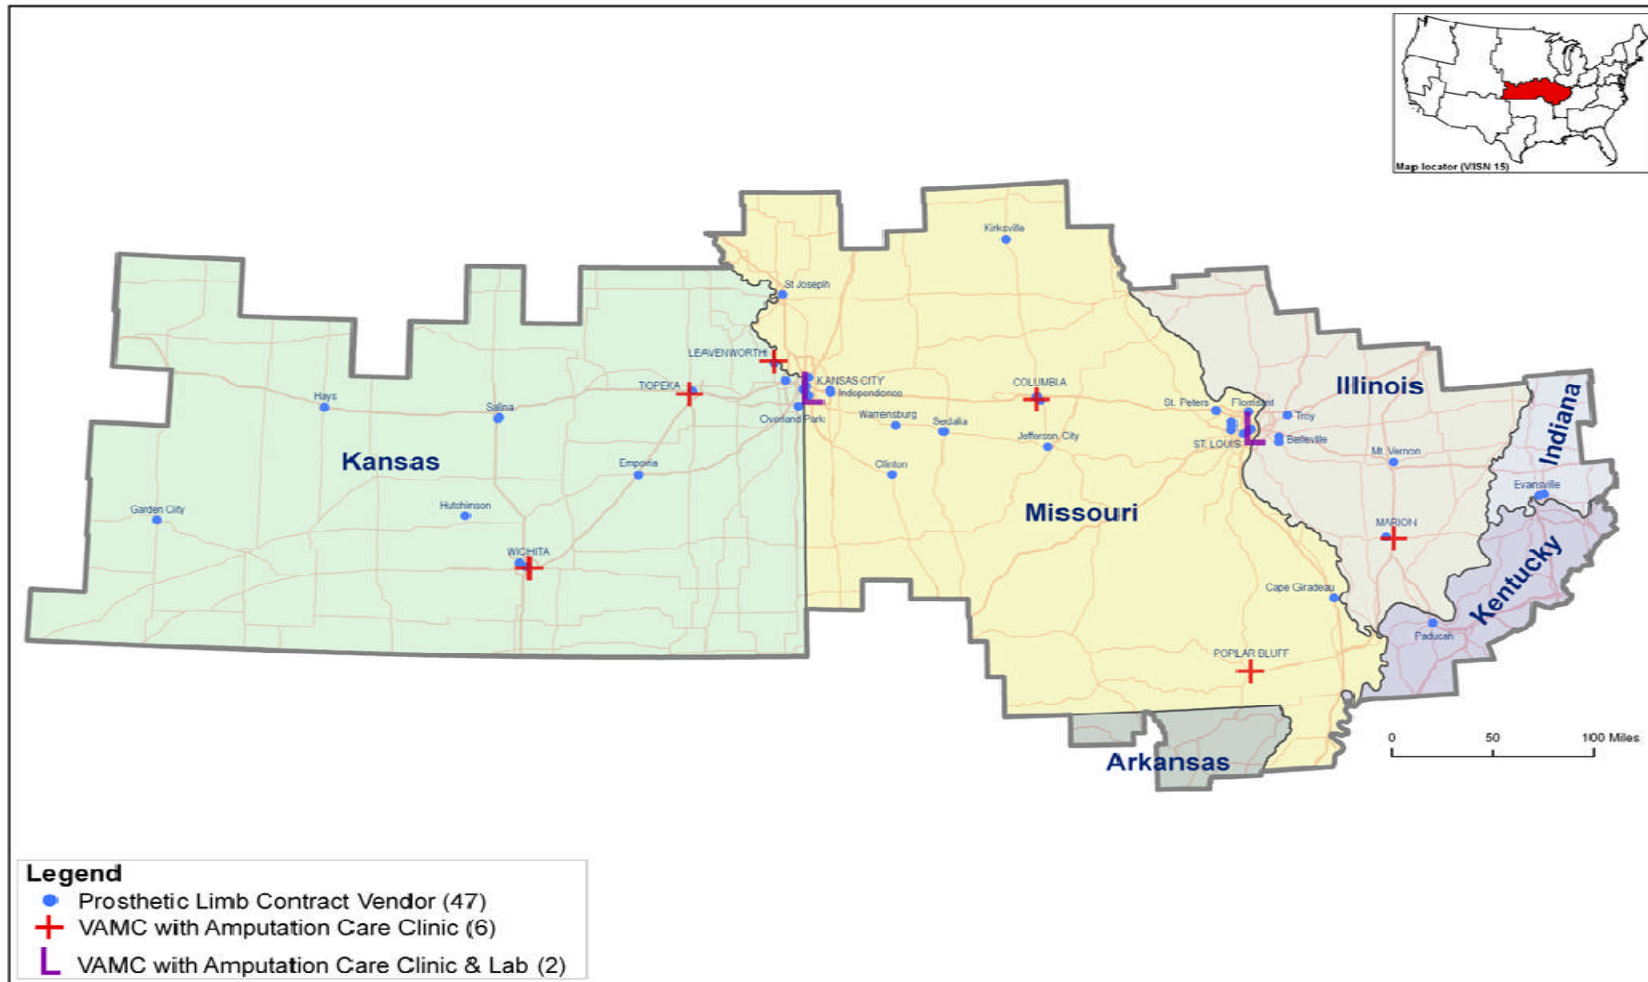 Map locator (VISN 15)
Kirksville
St Joseph
LEAVENWORTH
TOPEKA
KANSAS CITY
Independence
COLUMBIA
Illinois
Hays
Salina
Overland Park
Warrensburg
Sedalia
St. Peters
Florissant
Troy
Jefferson City
ST. LOUIS
Belleville
Indiana
Kansas
Emporia
Clinton
Mt. Vernon
Evansville
Garden City
Hutchinson
Missouri
MARION
WICHITA
Kentucky
Cape Giradeau
Paducah
POPLAR BLUFF
Arkansas
0 50 100 Miles
Legend
Prosthetic Limb Contract Vendor (47)
VAMC with Amputation Care Clinic (6)
L VAMC with Amputation Care Clinic & Lab (2)